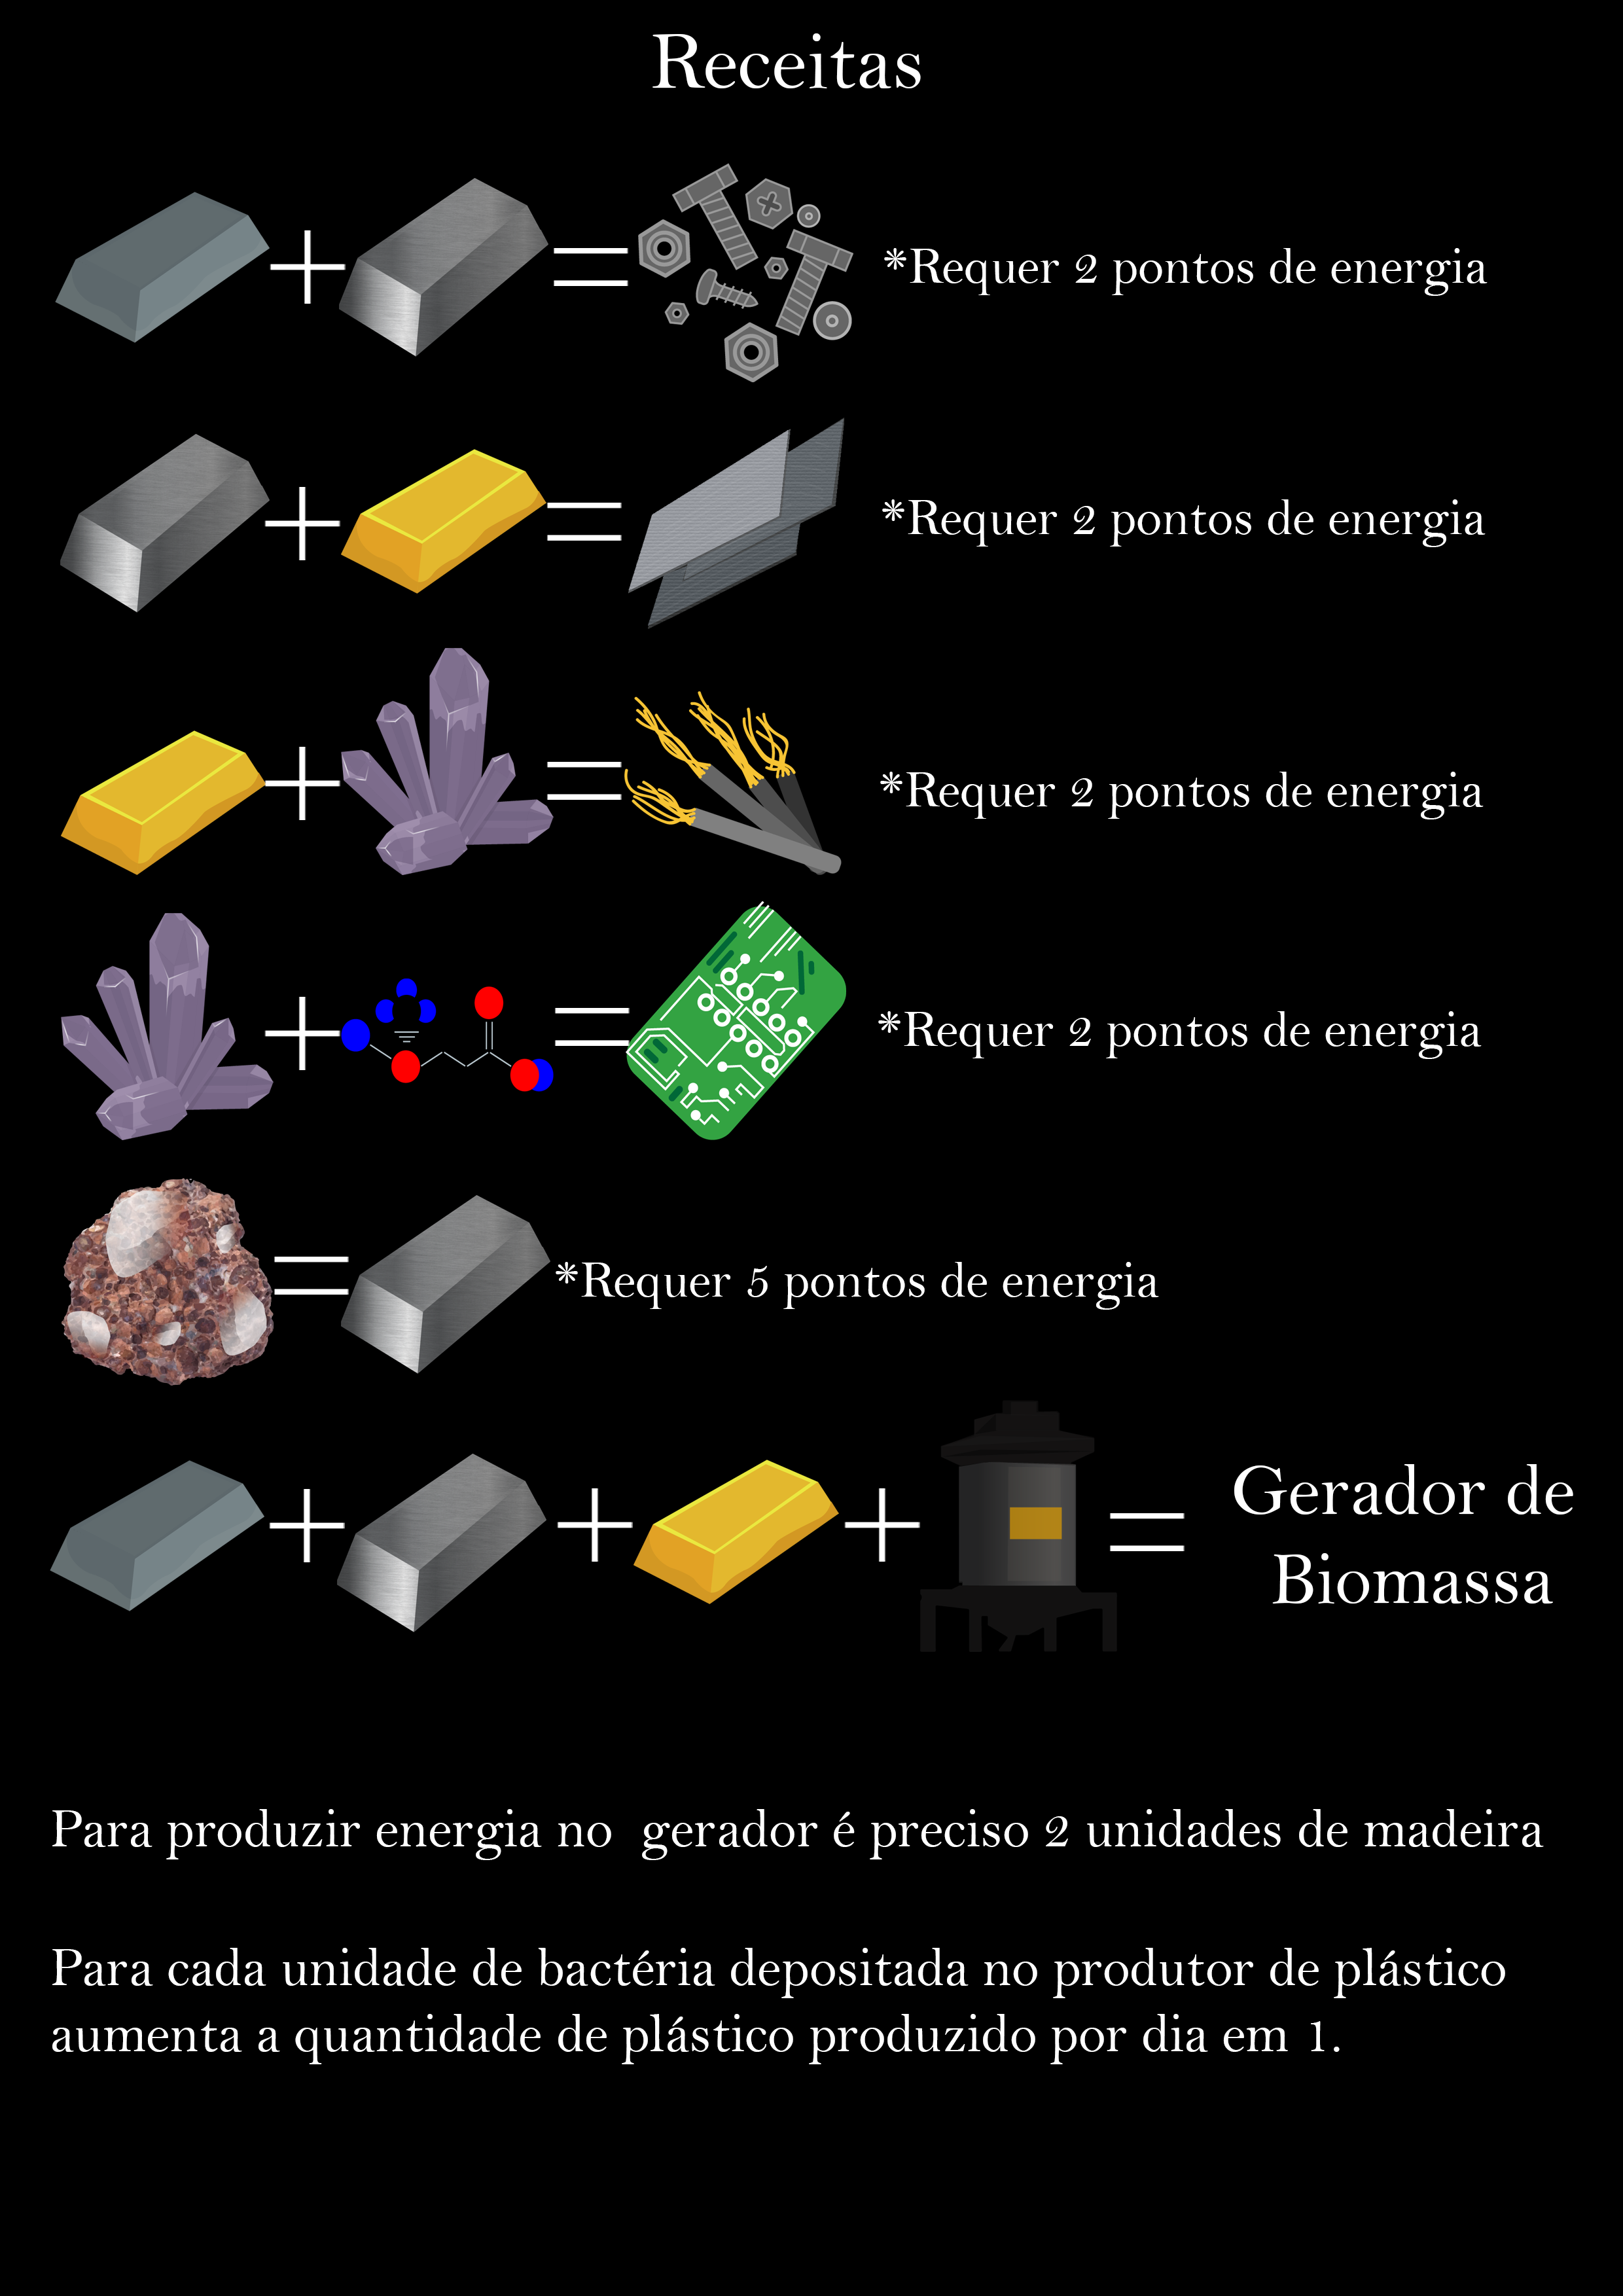 Receitas
*Requer 2 pontos de energia
*Requer 2 pontos de energia
*Requer 2 pontos de energia
*Requer 2 pontos de energia
*Requer 5 pontos de energia
Gerador de
Biomassa
Para produzir energia no  gerador é preciso 2 unidades de madeira
Para cada unidade de bactéria depositada no produtor de plástico
aumenta a quantidade de plástico produzido por dia em 1.